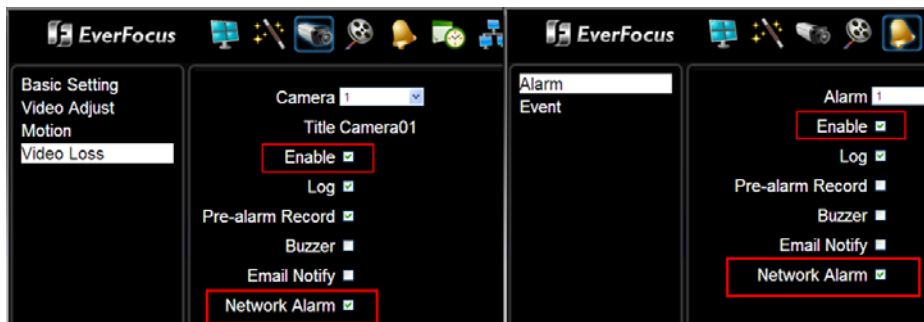 EverFocus
Basic Setting
Video Adjust
Motion
Video Loss
Camera 1
Title Camera01
Enable
Log
Pre-alarm Record
Buzzer
Email Notify
Network Alarm
EverFocus
Alarm
Event
Alarm 1
Enable
Log
Pre-alarm Record
Buzzer
Email Notify
Network Alarm